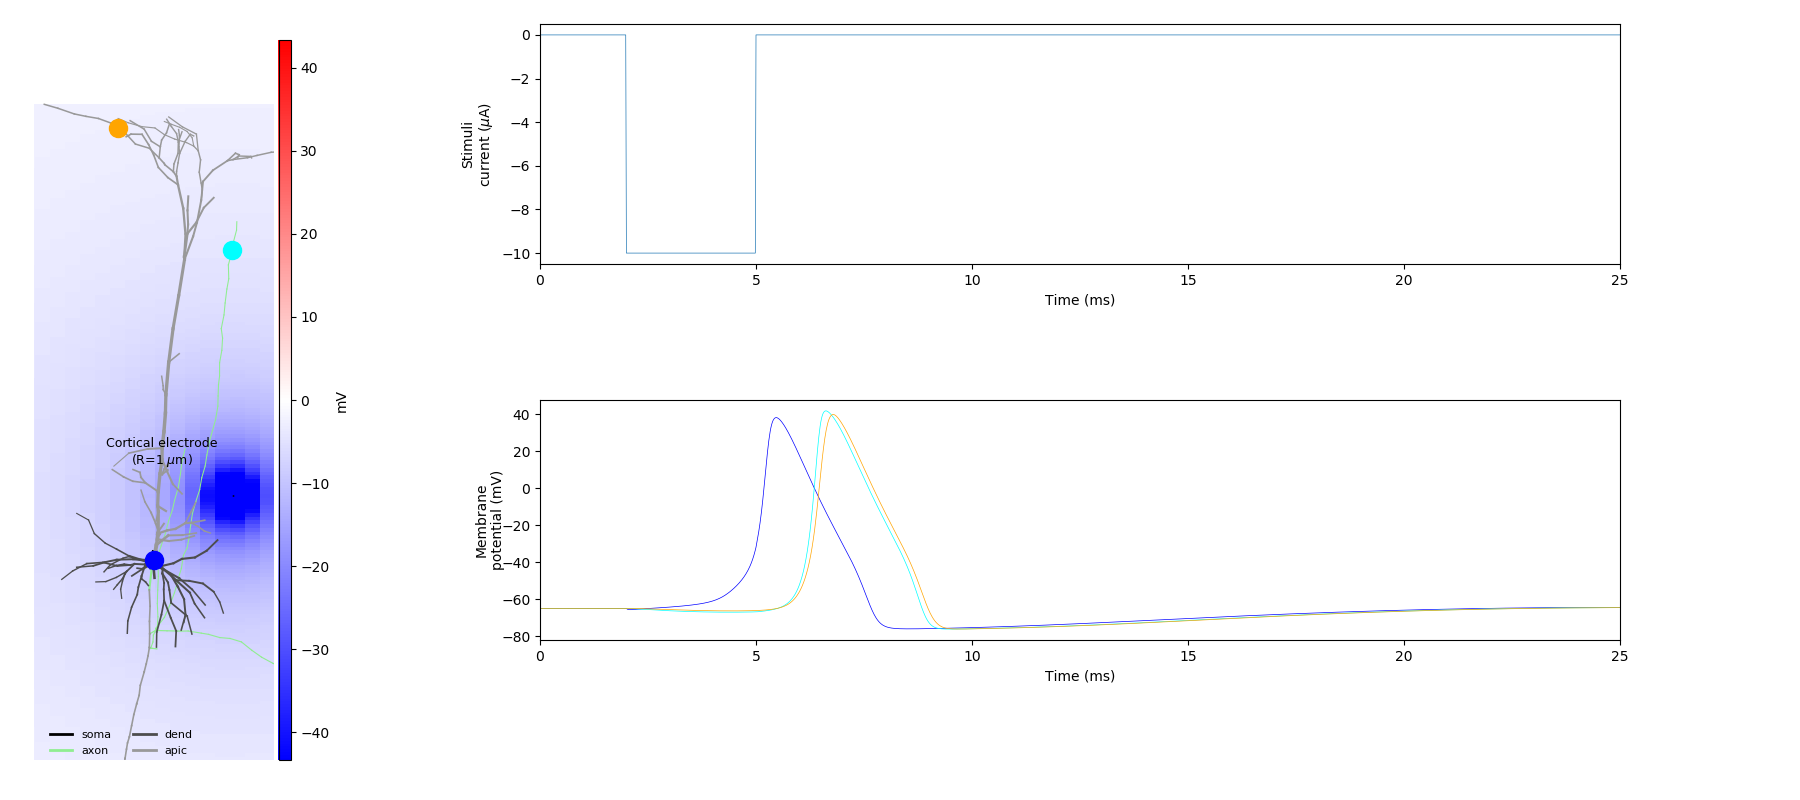 40
30
20
10
0
−10
−20
−30
−40
mV
Cortical electrode
(R=1 μm)
soma
axon
dend
apic
0
−2
−4
−6
−8
−10
Stimuli
current (μA)
0 5 10 15 20 25
Time (ms)
40
20
0
−20
−40
−60
−80
Membrane
potential (mV)
0 5 10 15 20 25
Time (ms)